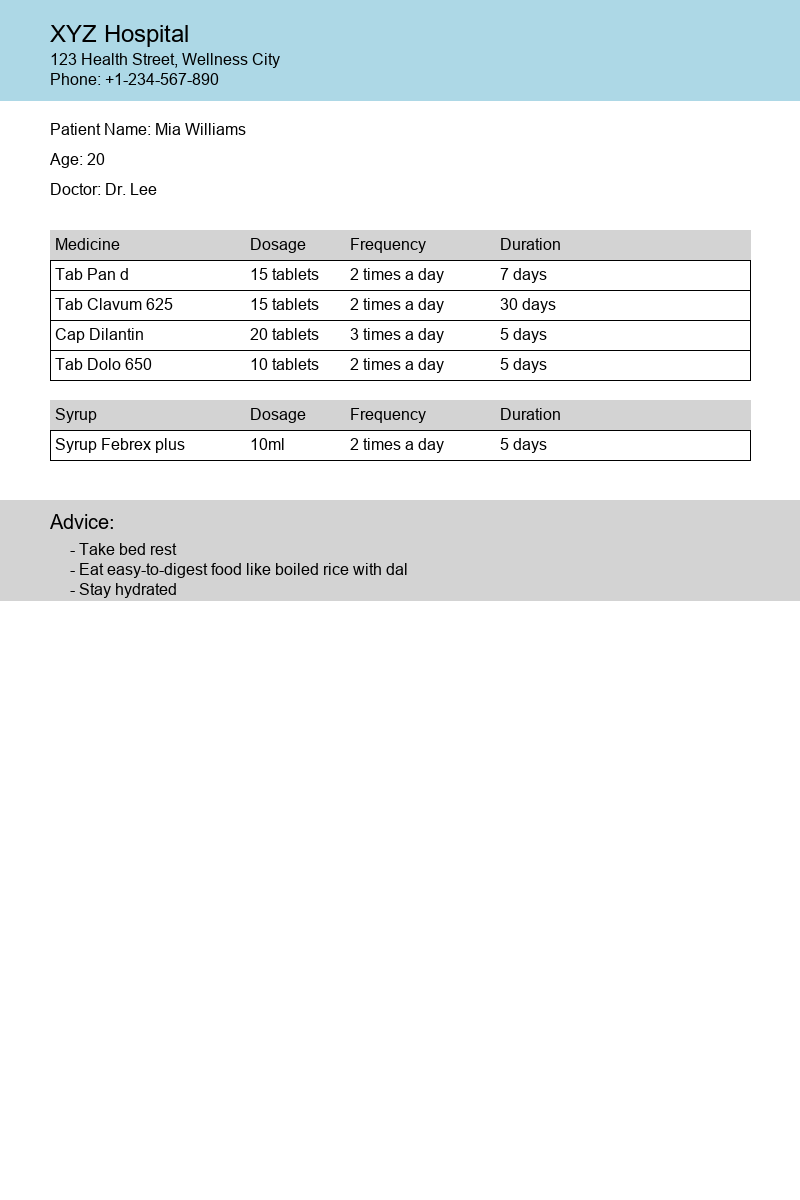 XYZ Hospital
123 Health Street, Wellness City
Phone: +1-234-567-890
Patient Name: Mia Williams
Age: 20
Doctor: Dr. Lee
Medicine Dosage Frequency Duration
Tab Pan d 15 tablets 2 times a day 7 days
Tab Clavum 625 15 tablets 2 times a day 30 days
Cap Dilantin 20 tablets 3 times a day 5 days
Tab Dolo 650 10 tablets 2 times a day 5 days
Syrup Dosage Frequency Duration
Syrup Febrex plus 10ml 2 times a day 5 days
Advice:
- Take bed rest
- Eat easy-to-digest food like boiled rice with dal
- Stay hydrated